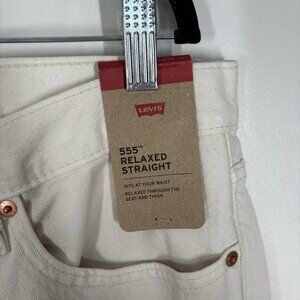 Levi's
555™
RELAXED
STRAIGHT
SITS AT YOUR WAIST
RELAXED THROUGH THE
SEAT AND THIGH